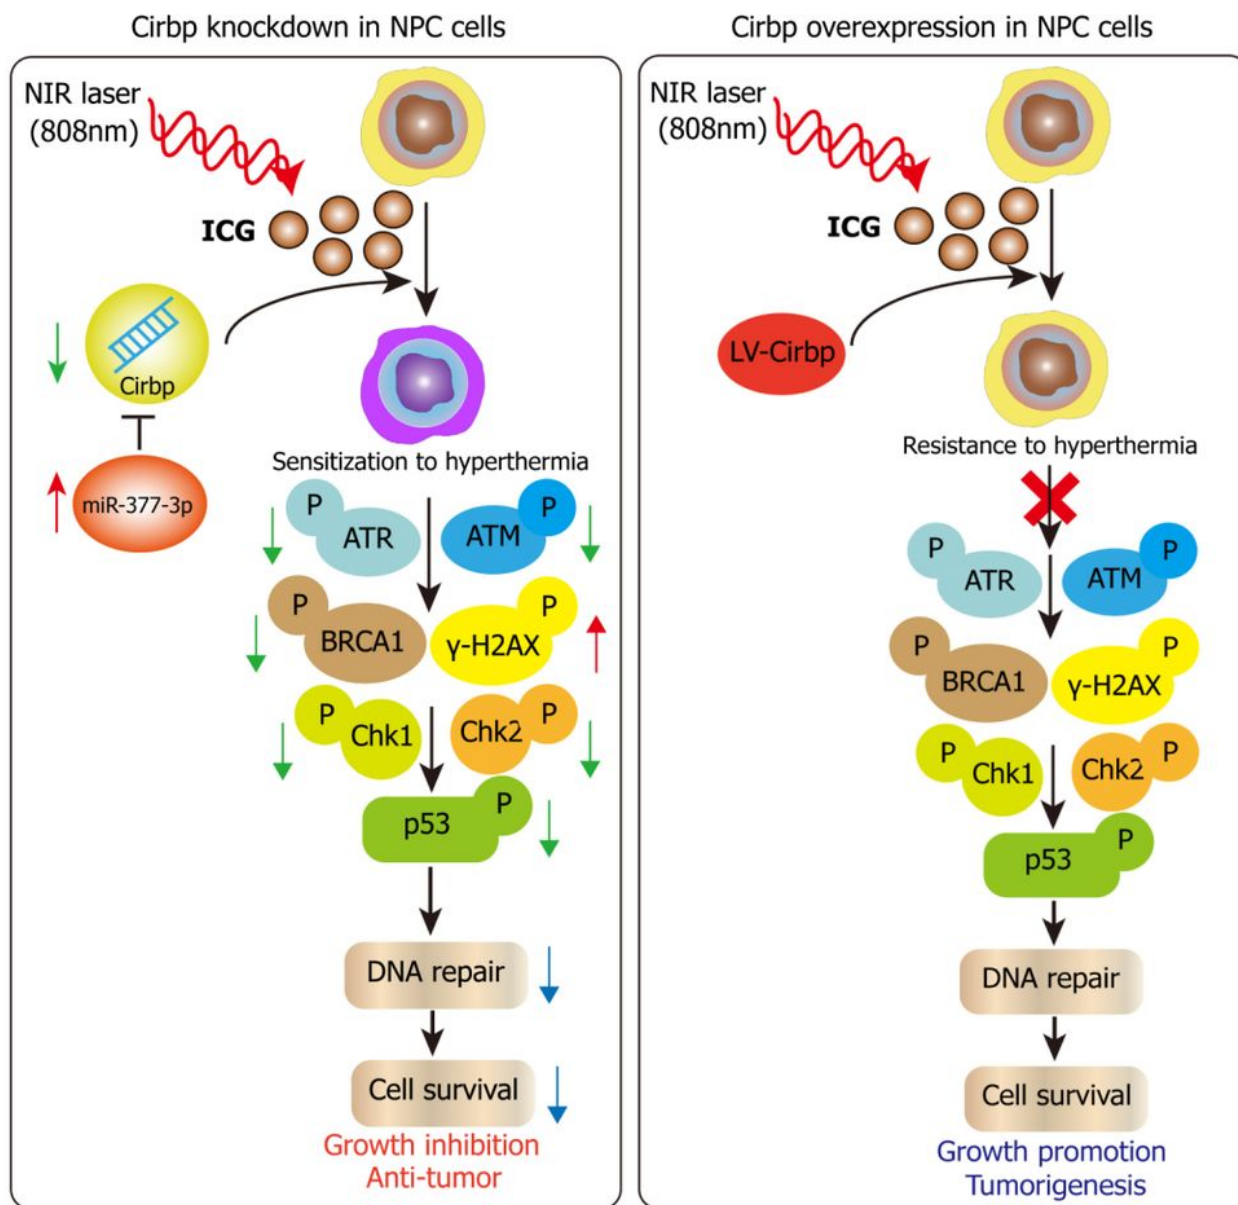 Cirbp knockdown in NPC cells
NIR laser
(808nm)
ICG
Cirbp
miR-377-3p
Sensitization to hyperthermia
P
P
ATR
ATM
P
P
BRCA1
γ-H2AX
P
P
Chk1
Chk2
P
p53
DNA repair
Cell survival
Growth inhibition
Anti-tumor
Cirbp overexpression in NPC cells
NIR laser
(808nm)
ICG
LV-Cirbp
Resistance to hyperthermia
P
P
ATR
ATM
P
P
BRCA1
γ-H2AX
P
P
Chk1
Chk2
P
p53
DNA repair
Cell survival
Growth promotion
Tumorigenesis